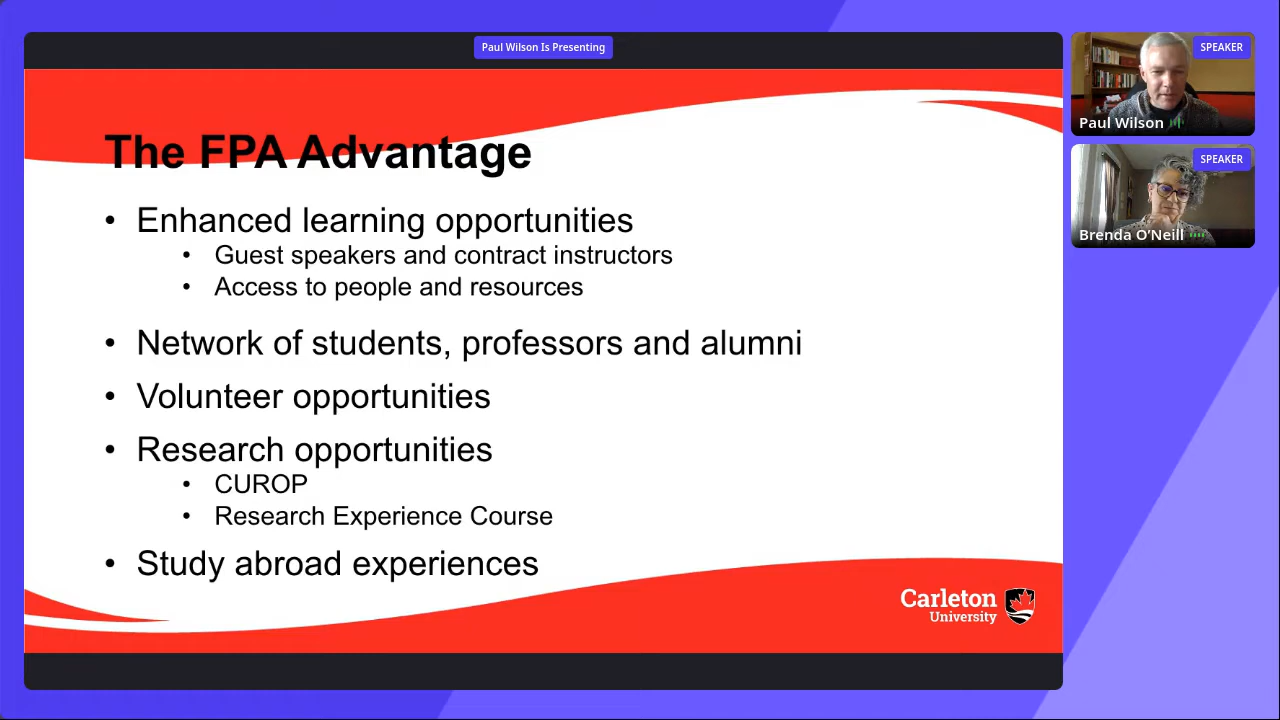 Paul Wilson Is Presenting
The FPA Advantage
• Enhanced learning opportunities
• Guest speakers and contract instructors
• Access to people and resources
• Network of students, professors and alumni
• Volunteer opportunities
• Research opportunities
• CUROP
• Research Experience Course
• Study abroad experiences
Carleton
University
SPEAKER
Paul Wilson
SPEAKER
Brenda O'Neill